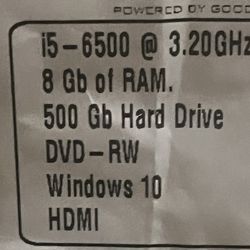 POWERED BY GOOD
i5-6500 @ 3.20GHz
8 Gb of RAM.
500 Gb Hard Drive
DVD-RW
Windows 10
HDMI